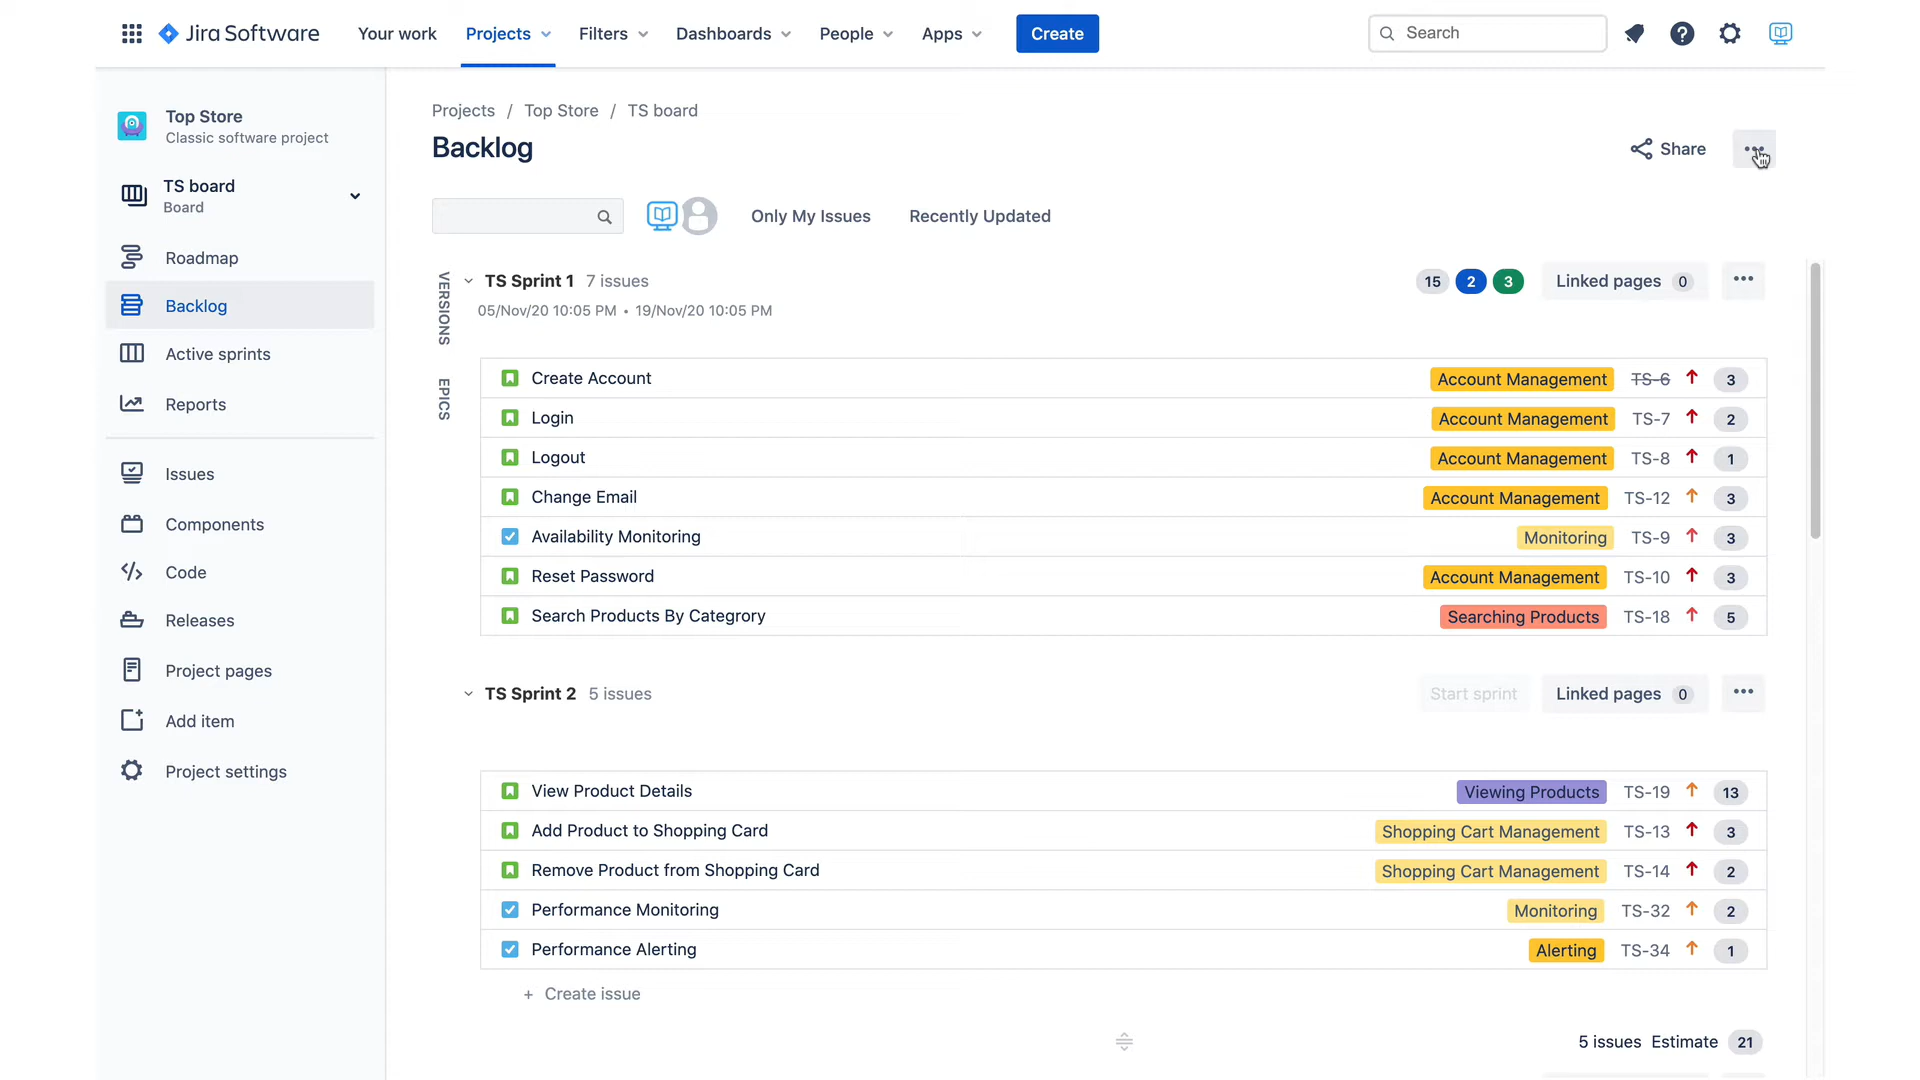 Jira Software Your work Projects Filters Dashboards People Apps Create Search
Top Store
Classic software project
TS board
Board
Roadmap
Backlog
Active sprints
Reports
Issues
Components
Code
Releases
Project pages
Add item
Project settings
Projects / Top Store / TS board
Backlog
Share
Only My Issues Recently Updated
VERSIONS
EPICS
TS Sprint 1 7 issues 15 2 3 Linked pages 0
05/Nov/20 10:05 PM • 19/Nov/20 10:05 PM
Create Account Account Management TS-6 3
Login Account Management TS-7 2
Logout Account Management TS-8 1
Change Email Account Management TS-12 3
Availability Monitoring Monitoring TS-9 3
Reset Password Account Management TS-10 3
Search Products By Categrory Searching Products TS-18 5
TS Sprint 2 5 issues Start sprint Linked pages 0
View Product Details Viewing Products TS-19 13
Add Product to Shopping Card Shopping Cart Management TS-13 3
Remove Product from Shopping Card Shopping Cart Management TS-14 2
Performance Monitoring Monitoring TS-32 2
Performance Alerting Alerting TS-34 1
+ Create issue
5 issues Estimate 21